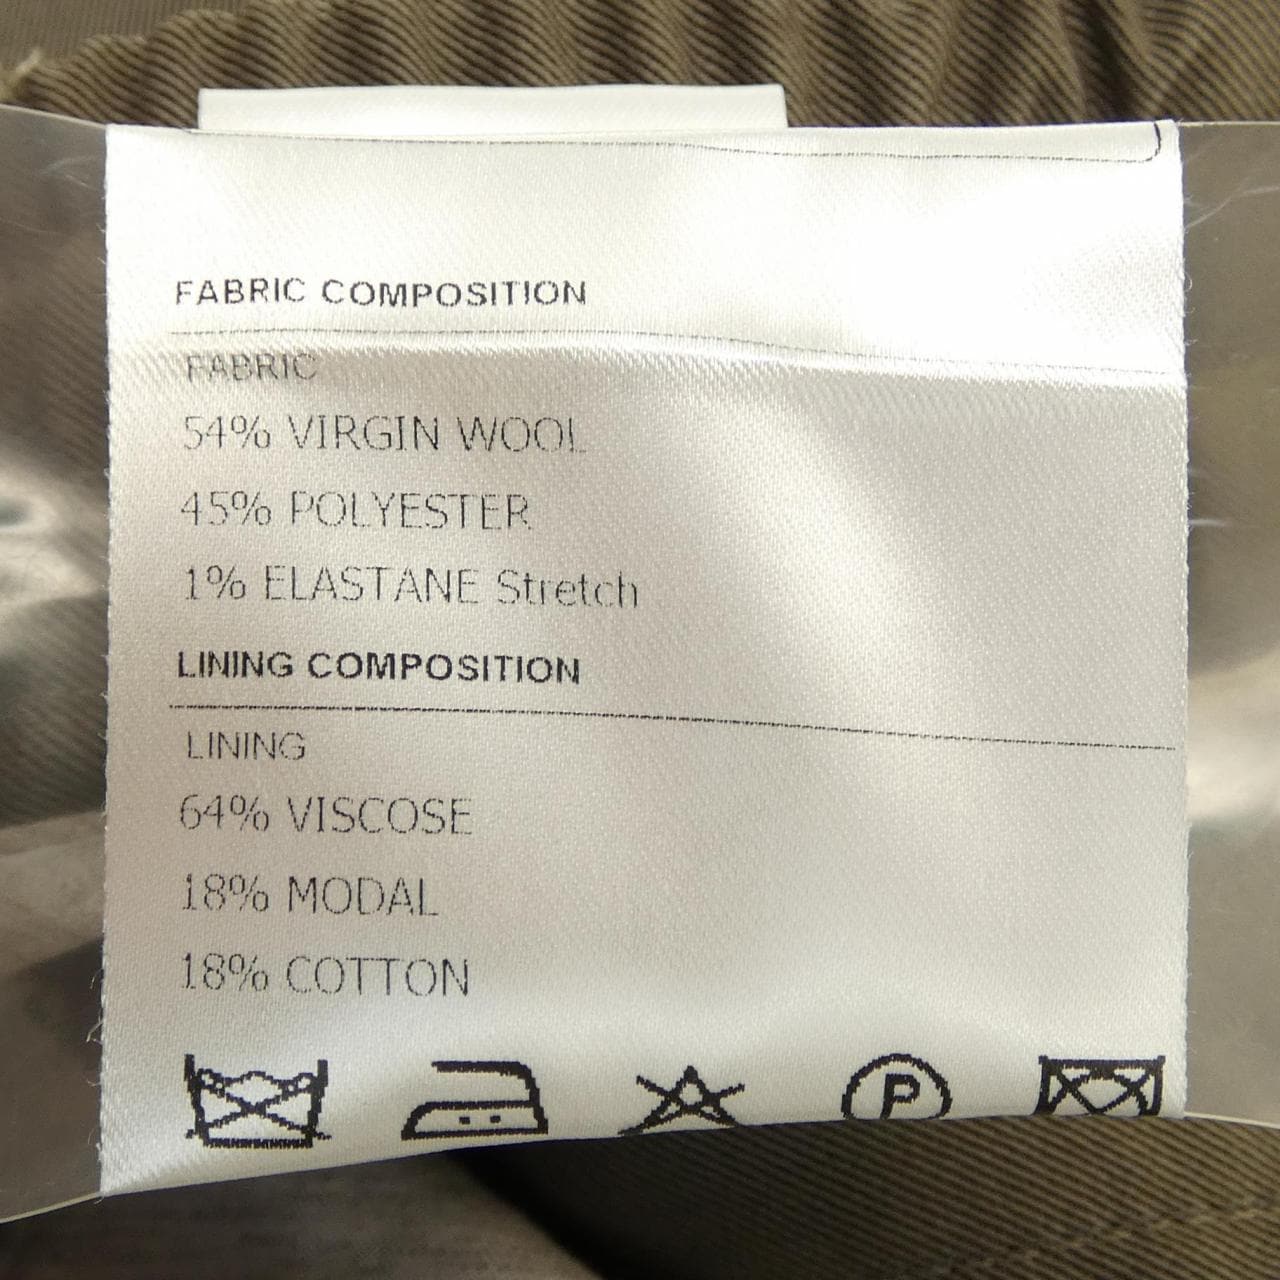 FABRIC COMPOSITION
FABRIC
54% VIRGIN WOOL
45% POLYESTER
1% ELASTANE Stretch
LINING COMPOSITION
LINING
64% VISCOSE
18% MODAL
18% COTTON
P